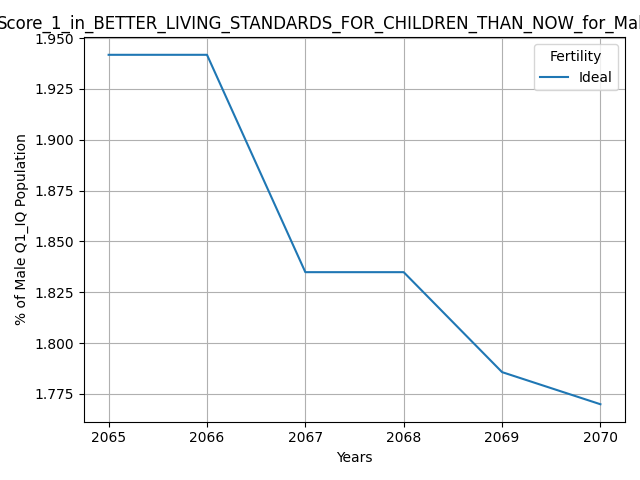 Score_1_in_BETTER_LIVING_STANDARDS_FOR_CHILDREN_THAN_NOW_for_Mal
1.950
1.925
1.900
1.875
1.850
1.825
1.800
1.775
% of Male Q1_IQ Population
Fertility
Ideal
2065 2066 2067 2068 2069 2070
Years